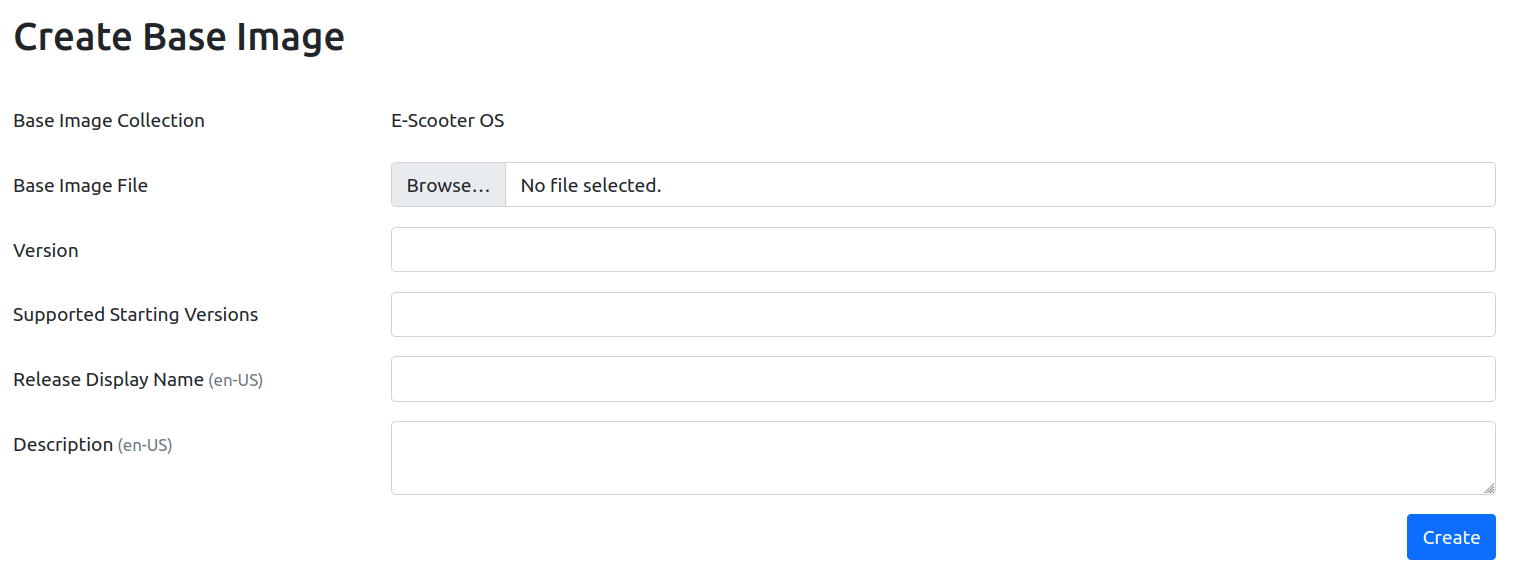 Create Base Image
Base Image Collection E-Scooter OS
Base Image File Browse… No file selected.
Version
Supported Starting Versions
Release Display Name (en-US)
Description (en-US)
Create